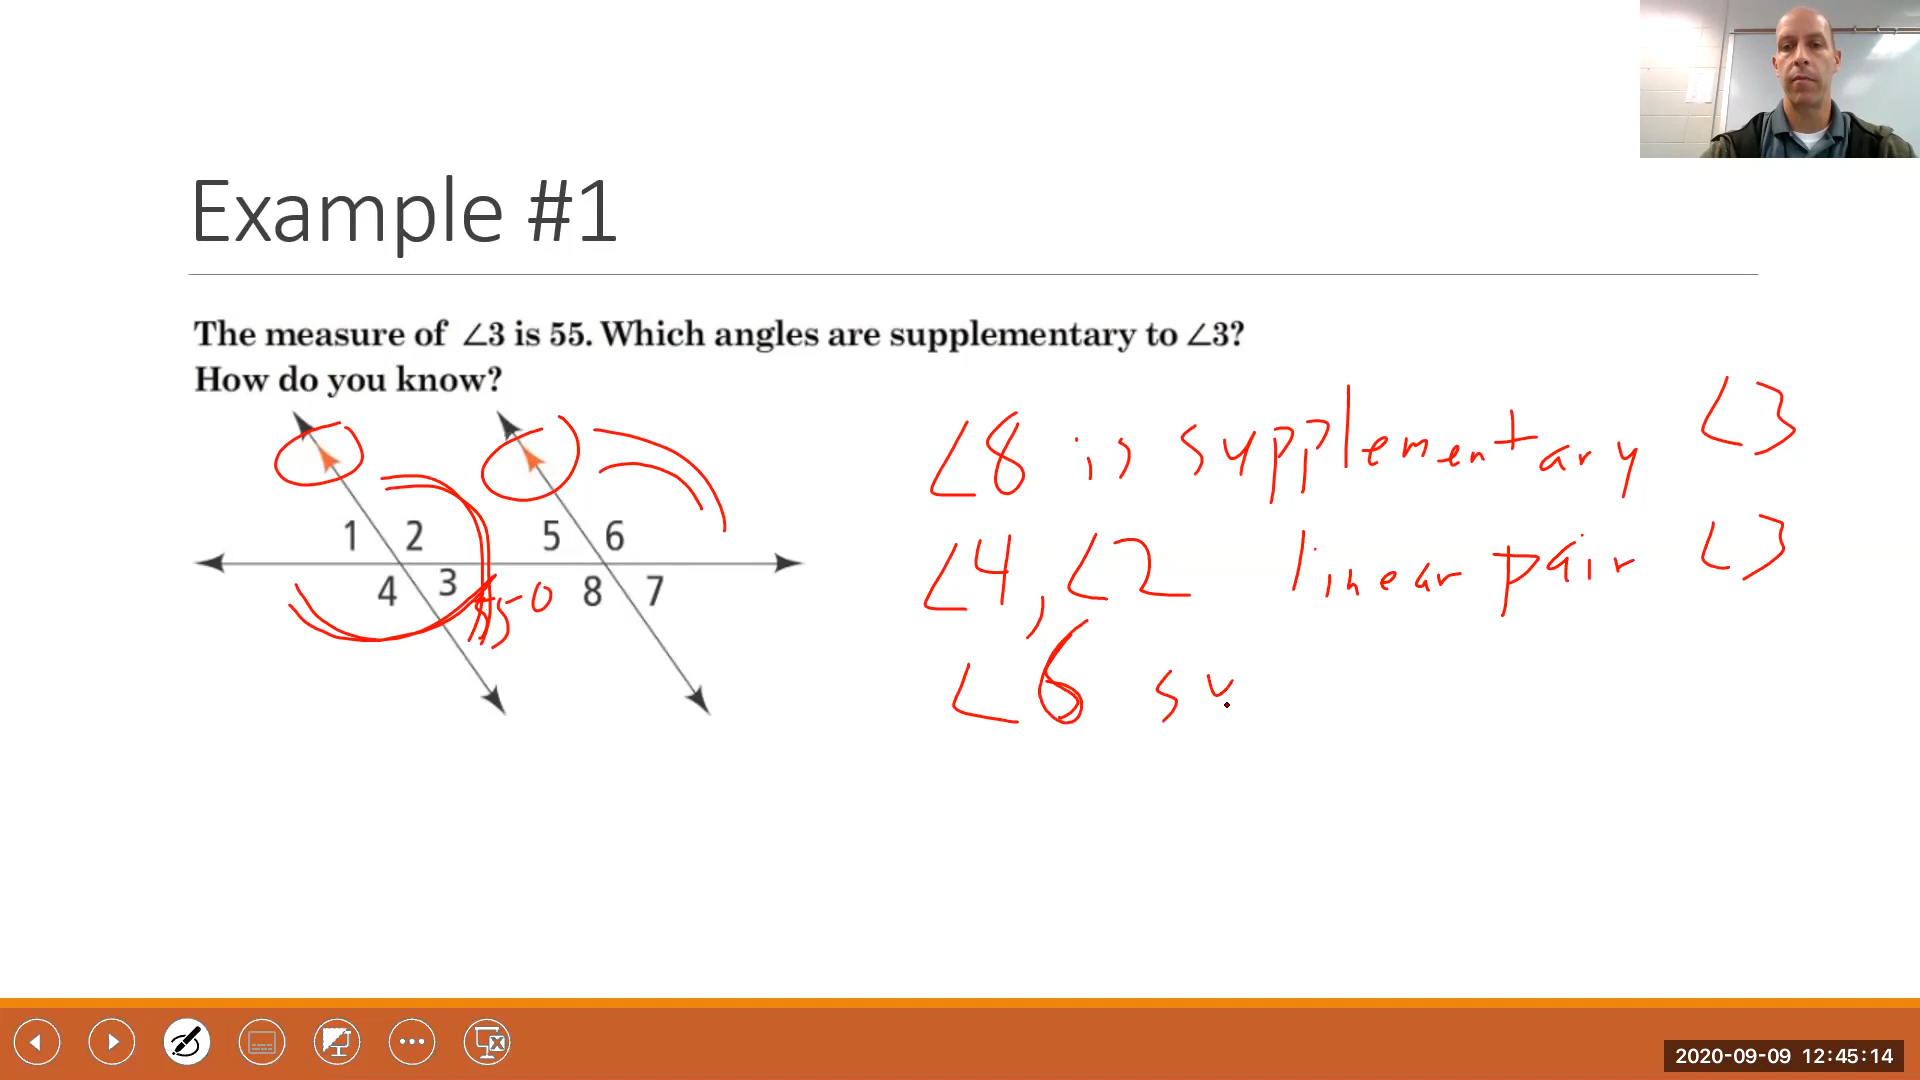 Example #1
The measure of ∠3 is 55. Which angles are supplementary to ∠3?
How do you know?
∠8 is supplementary ∠3
1 2 5 6
4 3 8 7
∠4, ∠2 linear pair ∠3
∠6 su
2020-09-09 12:45:14